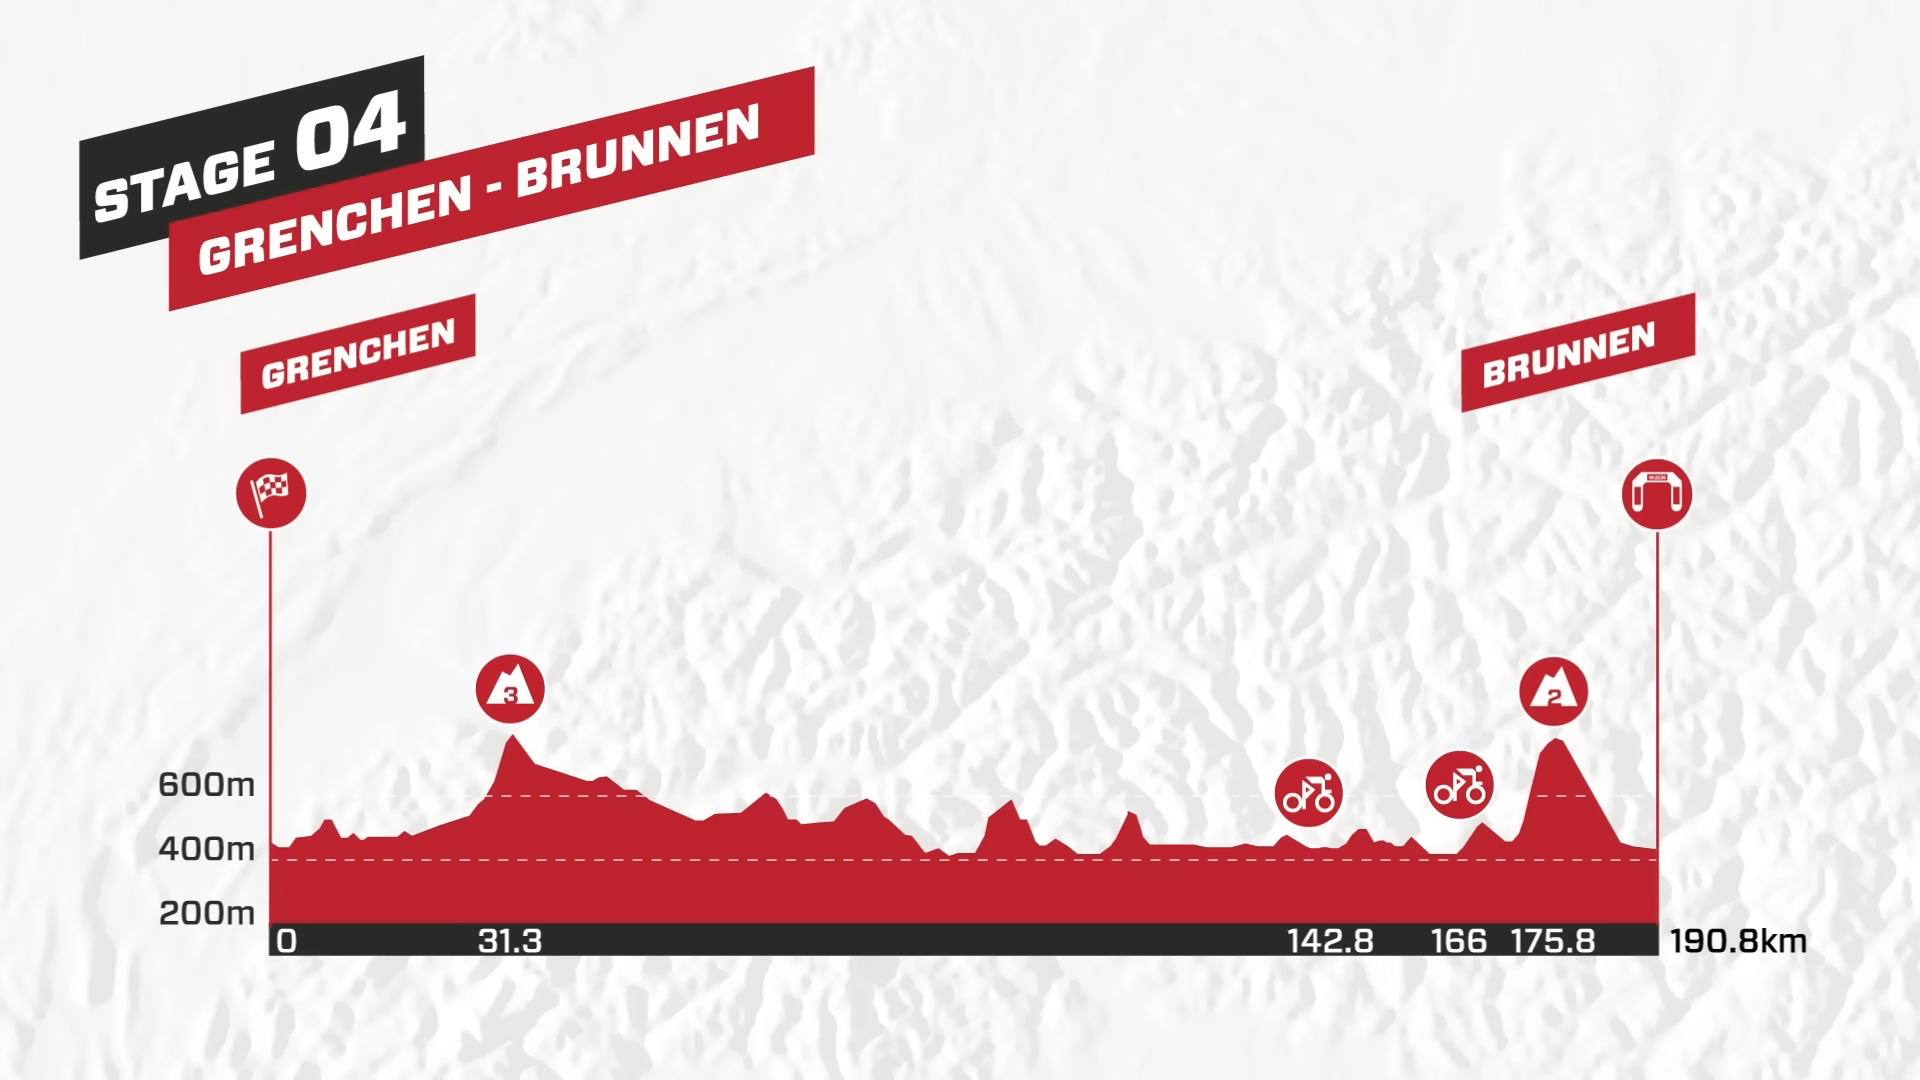 STAGE 04
GRENCHEN - BRUNNEN
GRENCHEN
BRUNNEN
3
2
600m
400m
200m
0 31.3 142.8 166 175.8 190.8km